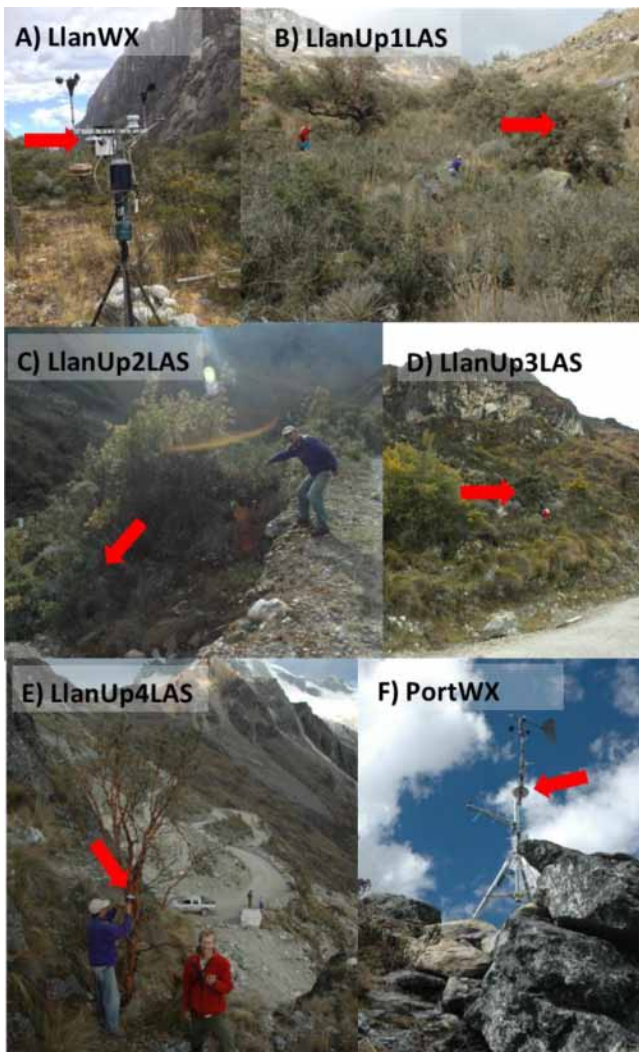 A) LlanWX
B) LlanUp1LAS
C) LlanUp2LAS
D) LlanUp3LAS
E) LlanUp4LAS
F) PortWX